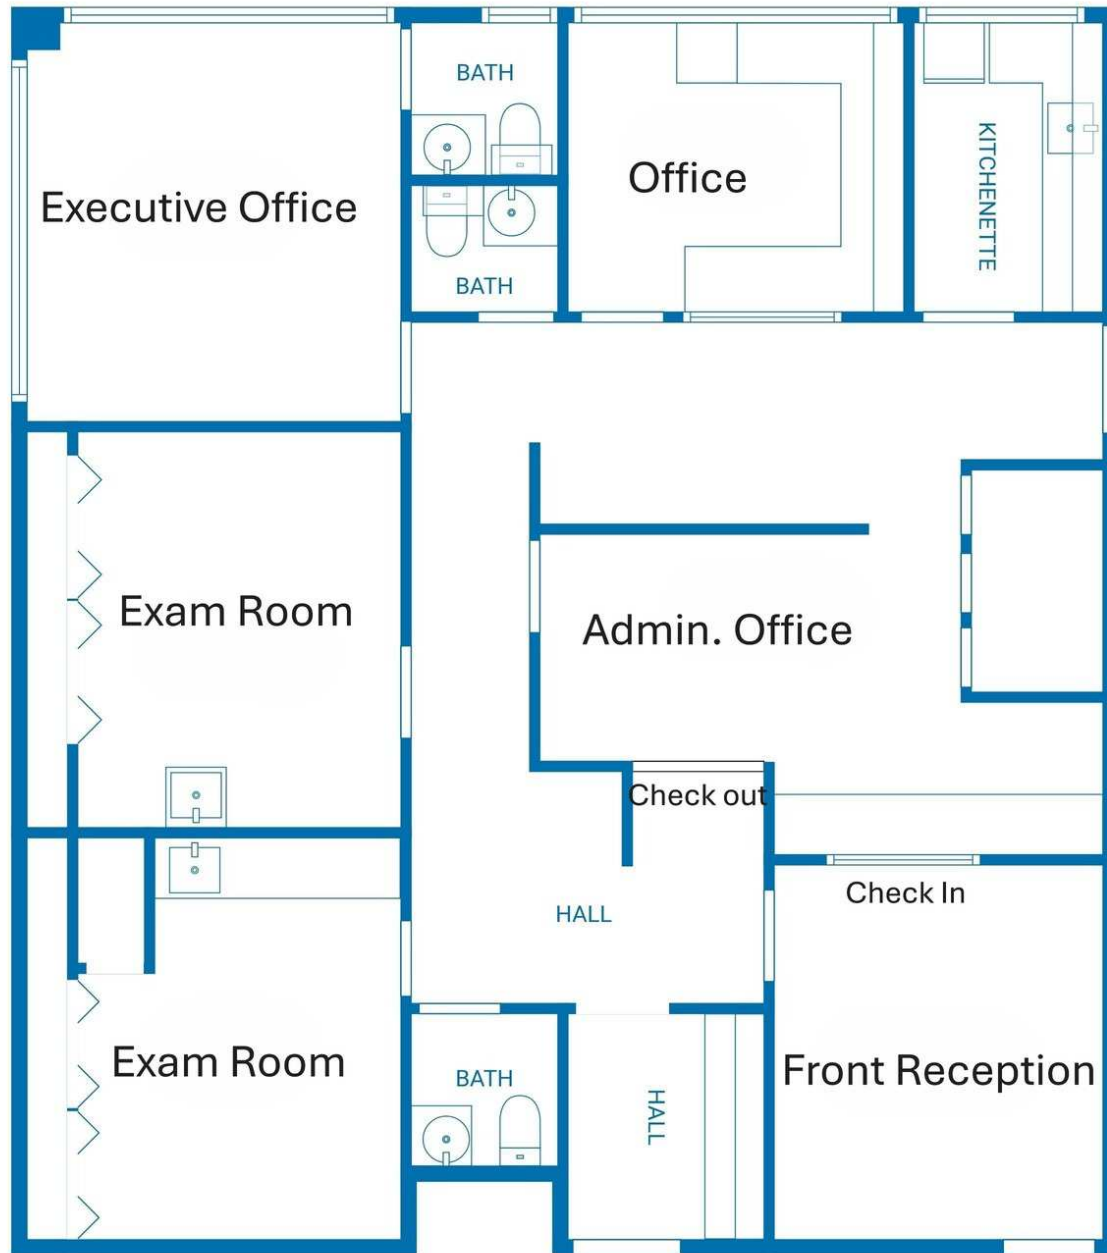 BATH
Executive Office
Office
KITCHENETTE
BATH
Exam Room
Admin. Office
Check out
Check In
HALL
Exam Room
BATH
HALL
Front Reception